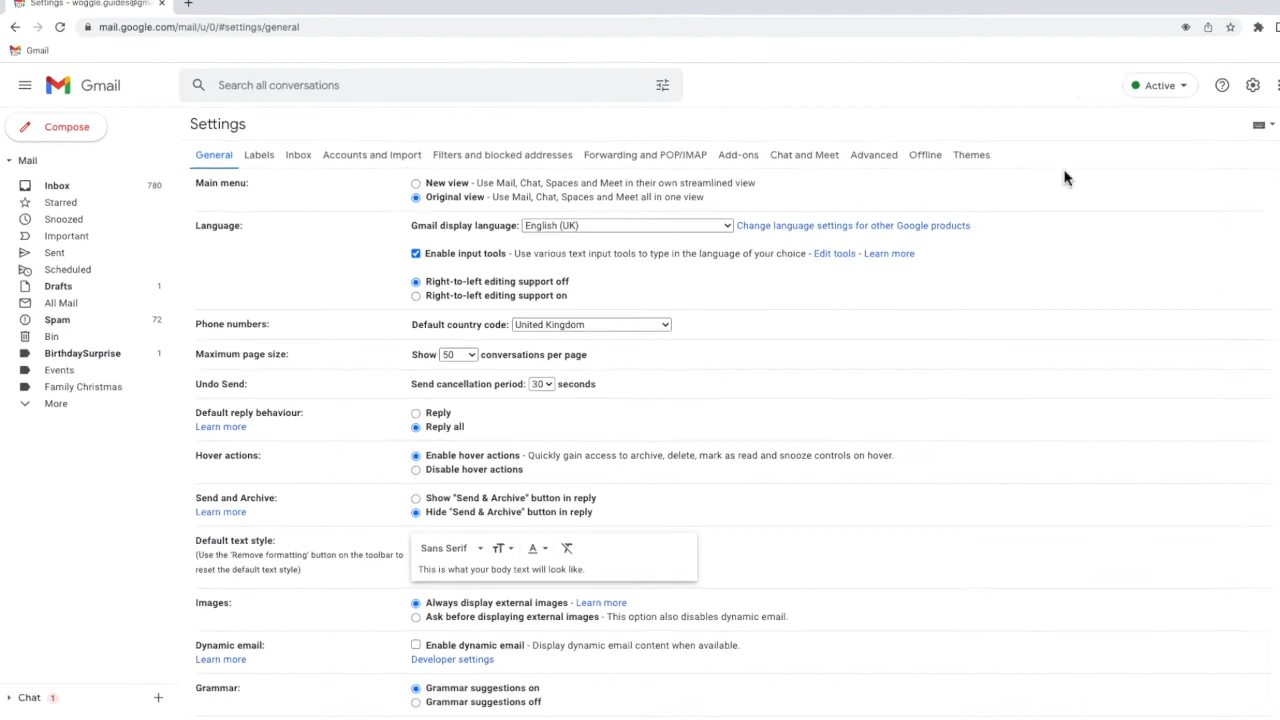 Settings - woggle.guides@gm
mail.google.com/mail/u/0/#settings/general
Gmail
Gmail
Search all conversations
Active
Compose
Settings
General Labels Inbox Accounts and Import Filters and blocked addresses Forwarding and POP/IMAP Add-ons Chat and Meet Advanced Offline Themes
Mail
Inbox 780
Starred
Snoozed
Important
Sent
Scheduled
Drafts 1
All Mail
Spam 72
Bin
BirthdaySurprise 1
Events
Family Christmas
More
Chat 1
Main menu:
New view - Use Mail, Chat, Spaces and Meet in their own streamlined view
Original view - Use Mail, Chat, Spaces and Meet all in one view
Language:
Gmail display language: English (UK) Change language settings for other Google products
Enable input tools - Use various text input tools to type in the language of your choice - Edit tools - Learn more
Right-to-left editing support off
Right-to-left editing support on
Phone numbers:
Default country code: United Kingdom
Maximum page size:
Show 50 conversations per page
Undo Send:
Send cancellation period: 30 seconds
Default reply behaviour:
Learn more
Reply
Reply all
Hover actions:
Enable hover actions - Quickly gain access to archive, delete, mark as read and snooze controls on hover.
Disable hover actions
Send and Archive:
Learn more
Show "Send & Archive" button in reply
Hide "Send & Archive" button in reply
Default text style:
(Use the 'Remove formatting' button on the toolbar to
reset the default text style)
Sans Serif
This is what your body text will look like.
Images:
Always display external images - Learn more
Ask before displaying external images - This option also disables dynamic email.
Dynamic email:
Learn more
Enable dynamic email - Display dynamic email content when available.
Developer settings
Grammar:
Grammar suggestions on
Grammar suggestions off